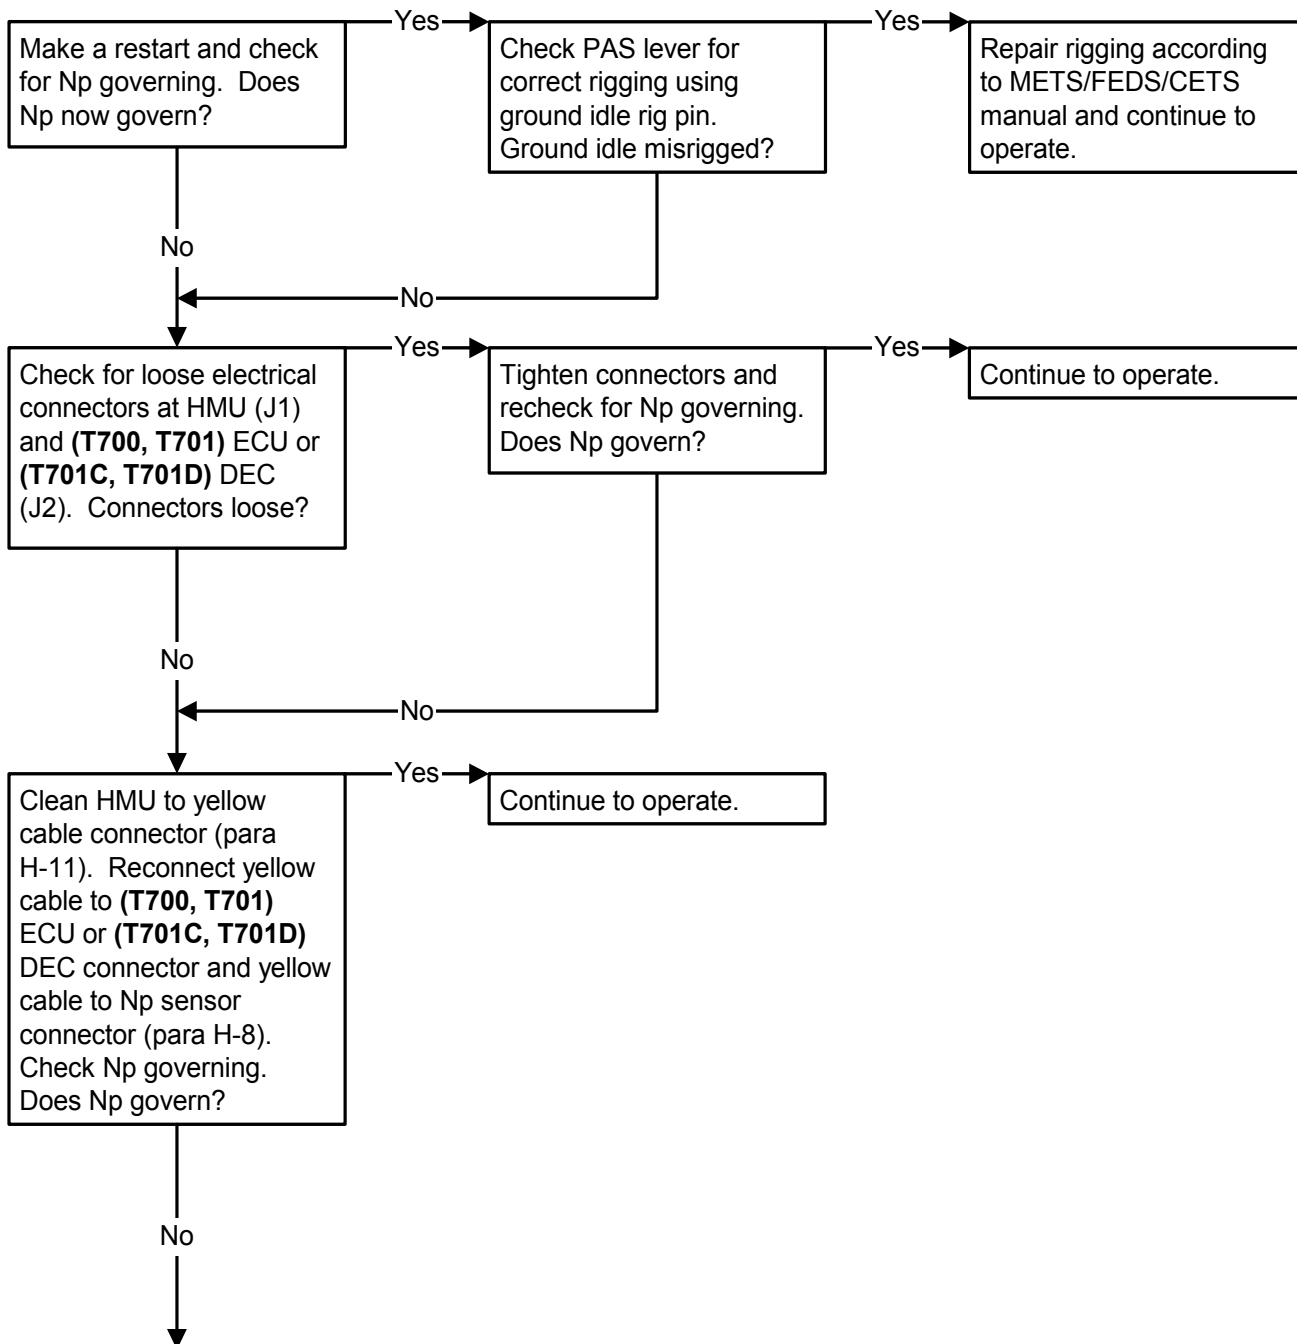 Make a restart and check
for Np governing.  Does
Np now govern?
Yes
Check PAS lever for
correct rigging using
ground idle rig pin.
Ground idle misrigged?
Yes
Repair rigging according
to METS/FEDS/CETS
manual and continue to
operate.
No
No
Check for loose electrical
connectors at HMU (J1)
and (T700, T701) ECU or
(T701C, T701D) DEC
(J2).  Connectors loose?
Yes
Tighten connectors and
recheck for Np governing.
Does Np govern?
Yes
Continue to operate.
No
No
Clean HMU to yellow
cable connector (para
H-11).  Reconnect yellow
cable to (T700, T701)
ECU or (T701C, T701D)
DEC connector and yellow
cable to Np sensor
connector (para H-8).
Check Np governing.
Does Np govern?
Yes
Continue to operate.
No